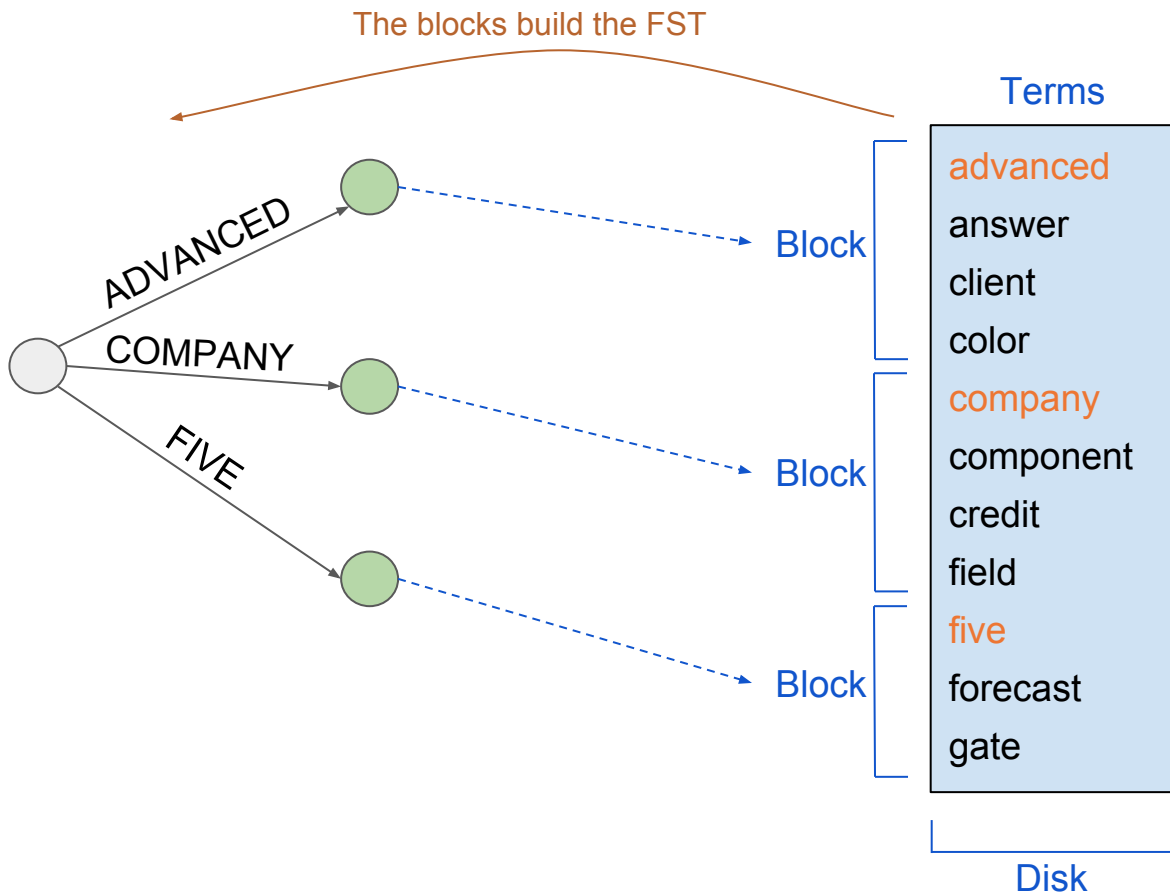 The blocks build the FST
Terms
ADVANCED
COMPANY
FIVE
Block
Block
Block
advanced
answer
client
color
company
component
credit
field
five
forecast
gate
Disk